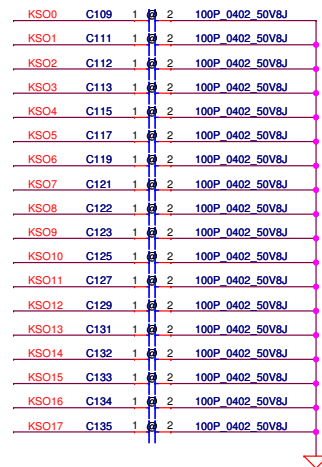 KSO0 C109 1 @ 2 100P_0402_50V8J
KSO1 C111 1 @ 2 100P_0402_50V8J
KSO2 C112 1 @ 2 100P_0402_50V8J
KSO3 C113 1 @ 2 100P_0402_50V8J
KSO4 C115 1 @ 2 100P_0402_50V8J
KSO5 C117 1 @ 2 100P_0402_50V8J
KSO6 C119 1 @ 2 100P_0402_50V8J
KSO7 C121 1 @ 2 100P_0402_50V8J
KSO8 C122 1 @ 2 100P_0402_50V8J
KSO9 C123 1 @ 2 100P_0402_50V8J
KSO10 C125 1 @ 2 100P_0402_50V8J
KSO11 C127 1 @ 2 100P_0402_50V8J
KSO12 C129 1 @ 2 100P_0402_50V8J
KSO13 C131 1 @ 2 100P_0402_50V8J
KSO14 C132 1 @ 2 100P_0402_50V8J
KSO15 C133 1 @ 2 100P_0402_50V8J
KSO16 C134 1 @ 2 100P_0402_50V8J
KSO17 C135 1 @ 2 100P_0402_50V8J